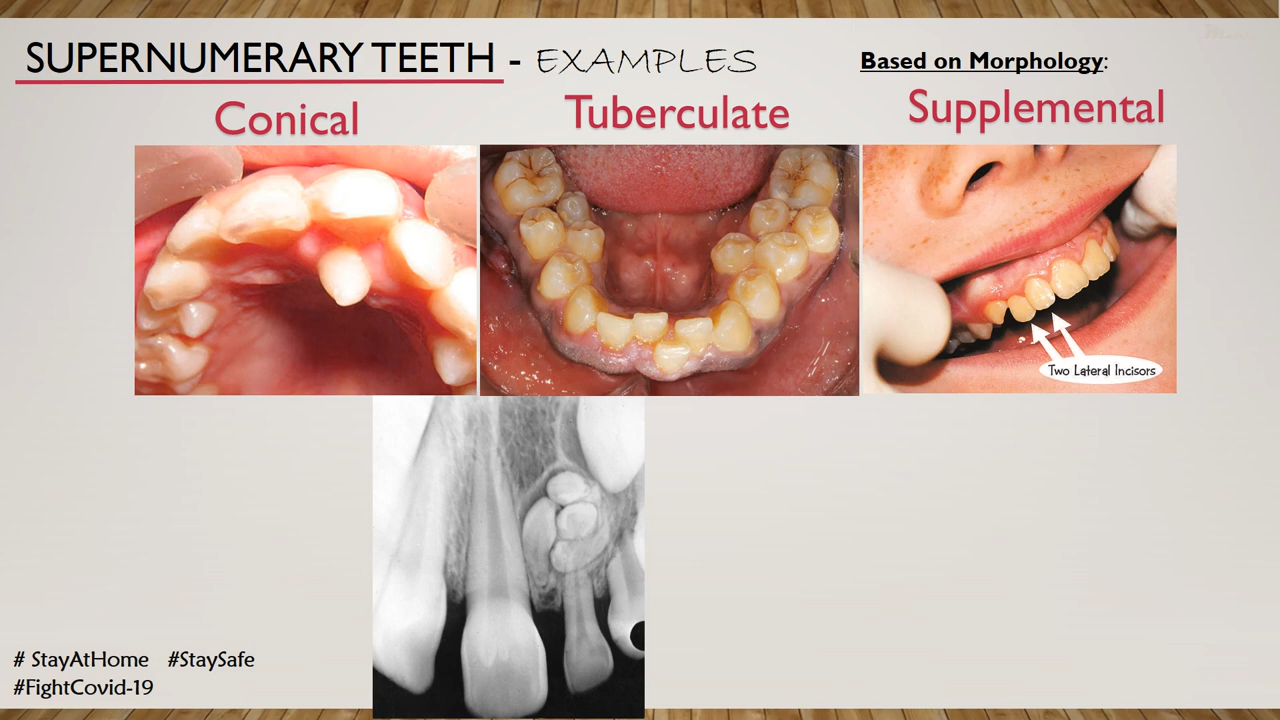 SUPERNUMERARY TEETH - EXAMPLES
Based on Morphology:
Conical
Tuberculate
Supplemental
Two Lateral Incisors
# StayAtHome #StaySafe
#FightCovid-19